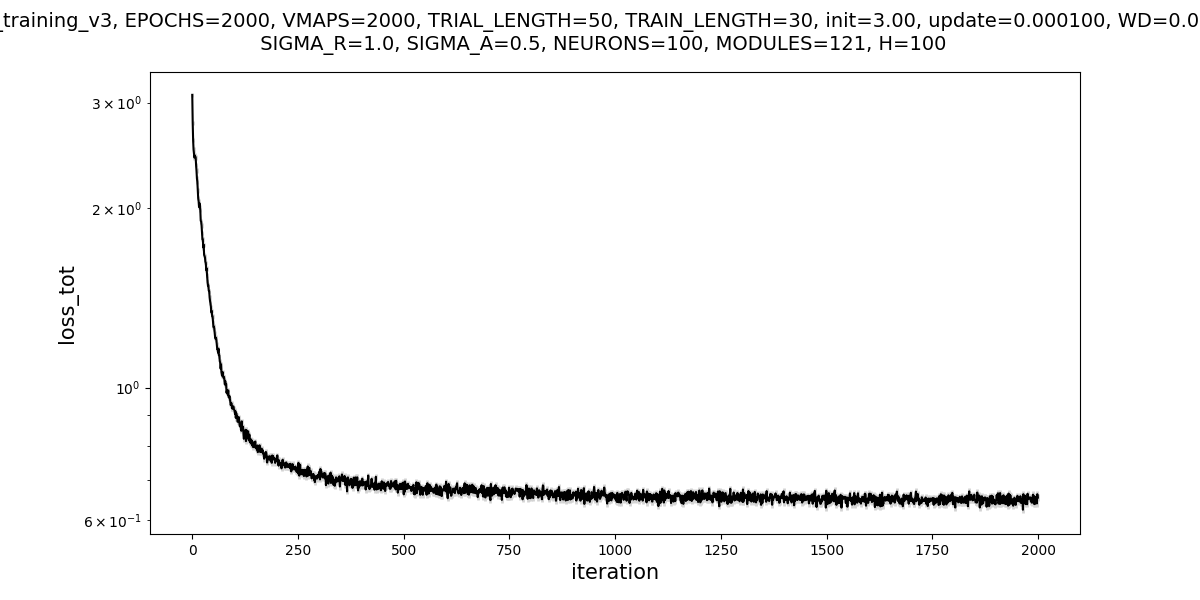 _training_v3, EPOCHS=2000, VMAPS=2000, TRIAL_LENGTH=50, TRAIN_LENGTH=30, init=3.00, update=0.000100, WD=0.0
SIGMA_R=1.0, SIGMA_A=0.5, NEURONS=100, MODULES=121, H=100
3 × 10⁰
2 × 10⁰
10⁰
6 × 10⁻¹
loss_tot
0 250 500 750 1000 1250 1500 1750 2000
iteration